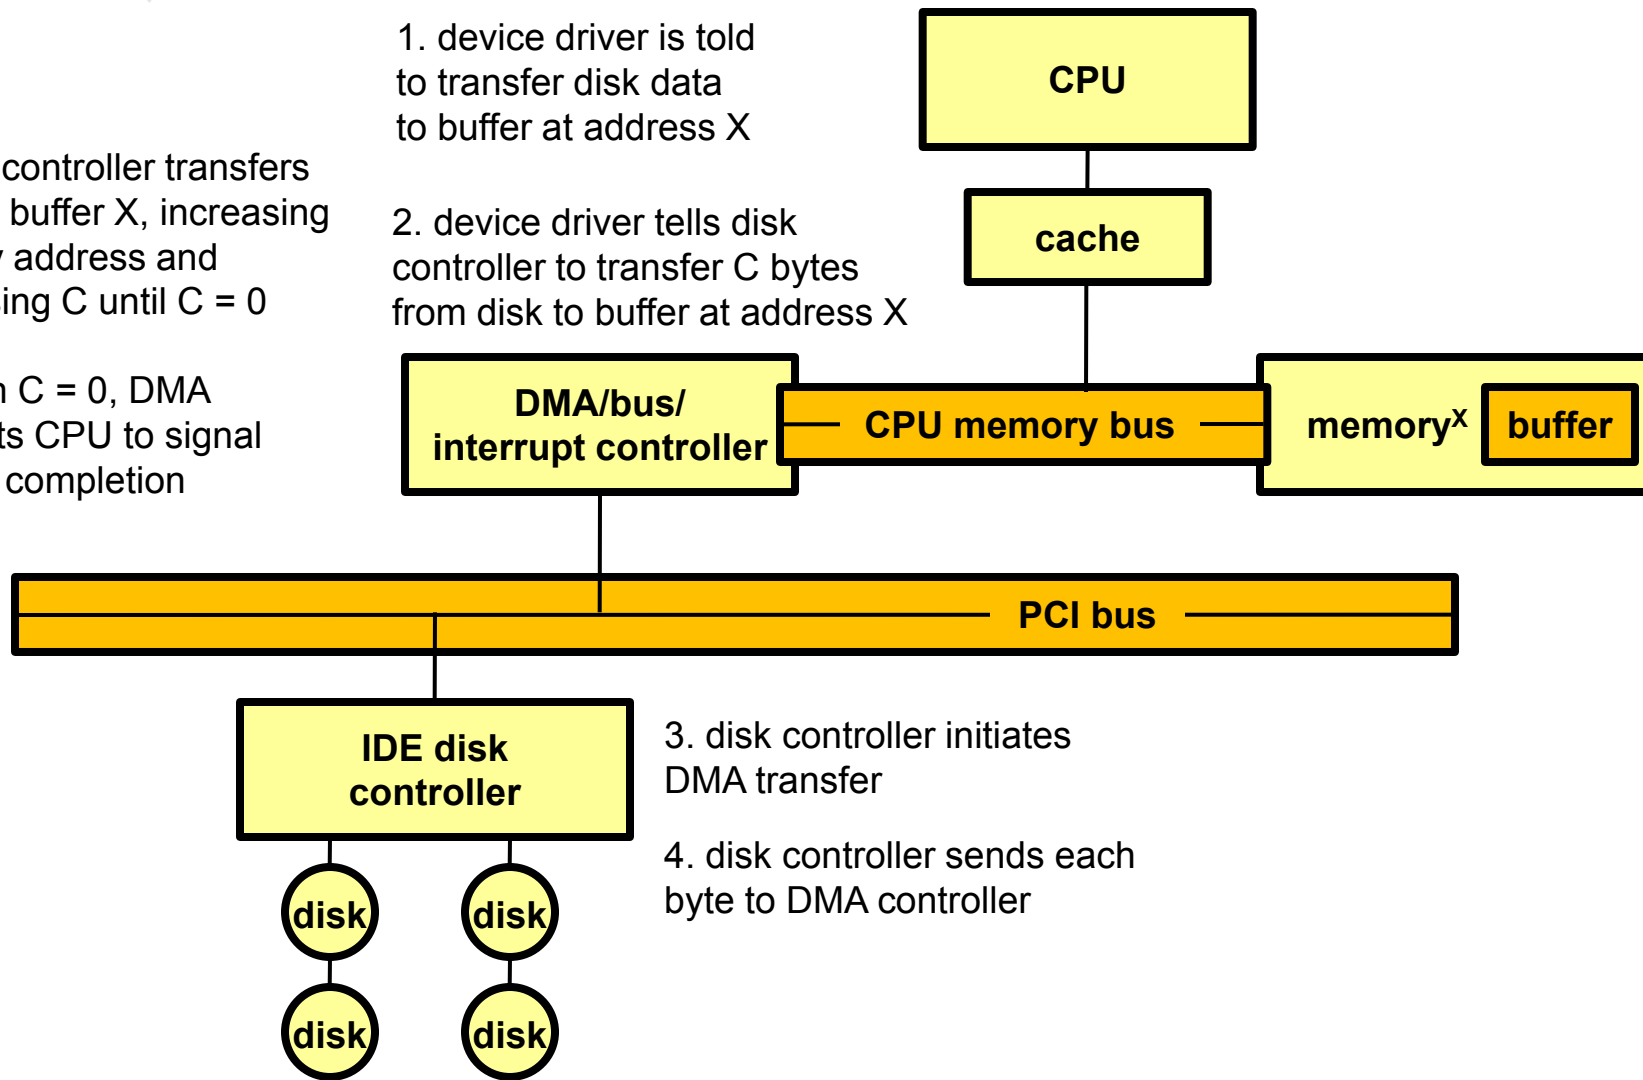 1. device driver is told
to transfer disk data
to buffer at address X
CPU
controller transfers
buffer X, increasing
address and
ing C until C = 0
2. device driver tells disk
controller to transfer C bytes
from disk to buffer at address X
cache
C = 0, DMA
CPU to signal
completion
DMA/bus/
interrupt controller
CPU memory bus
memory X buffer
PCI bus
IDE disk
controller
3. disk controller initiates
DMA transfer
4. disk controller sends each
byte to DMA controller
disk disk
disk disk